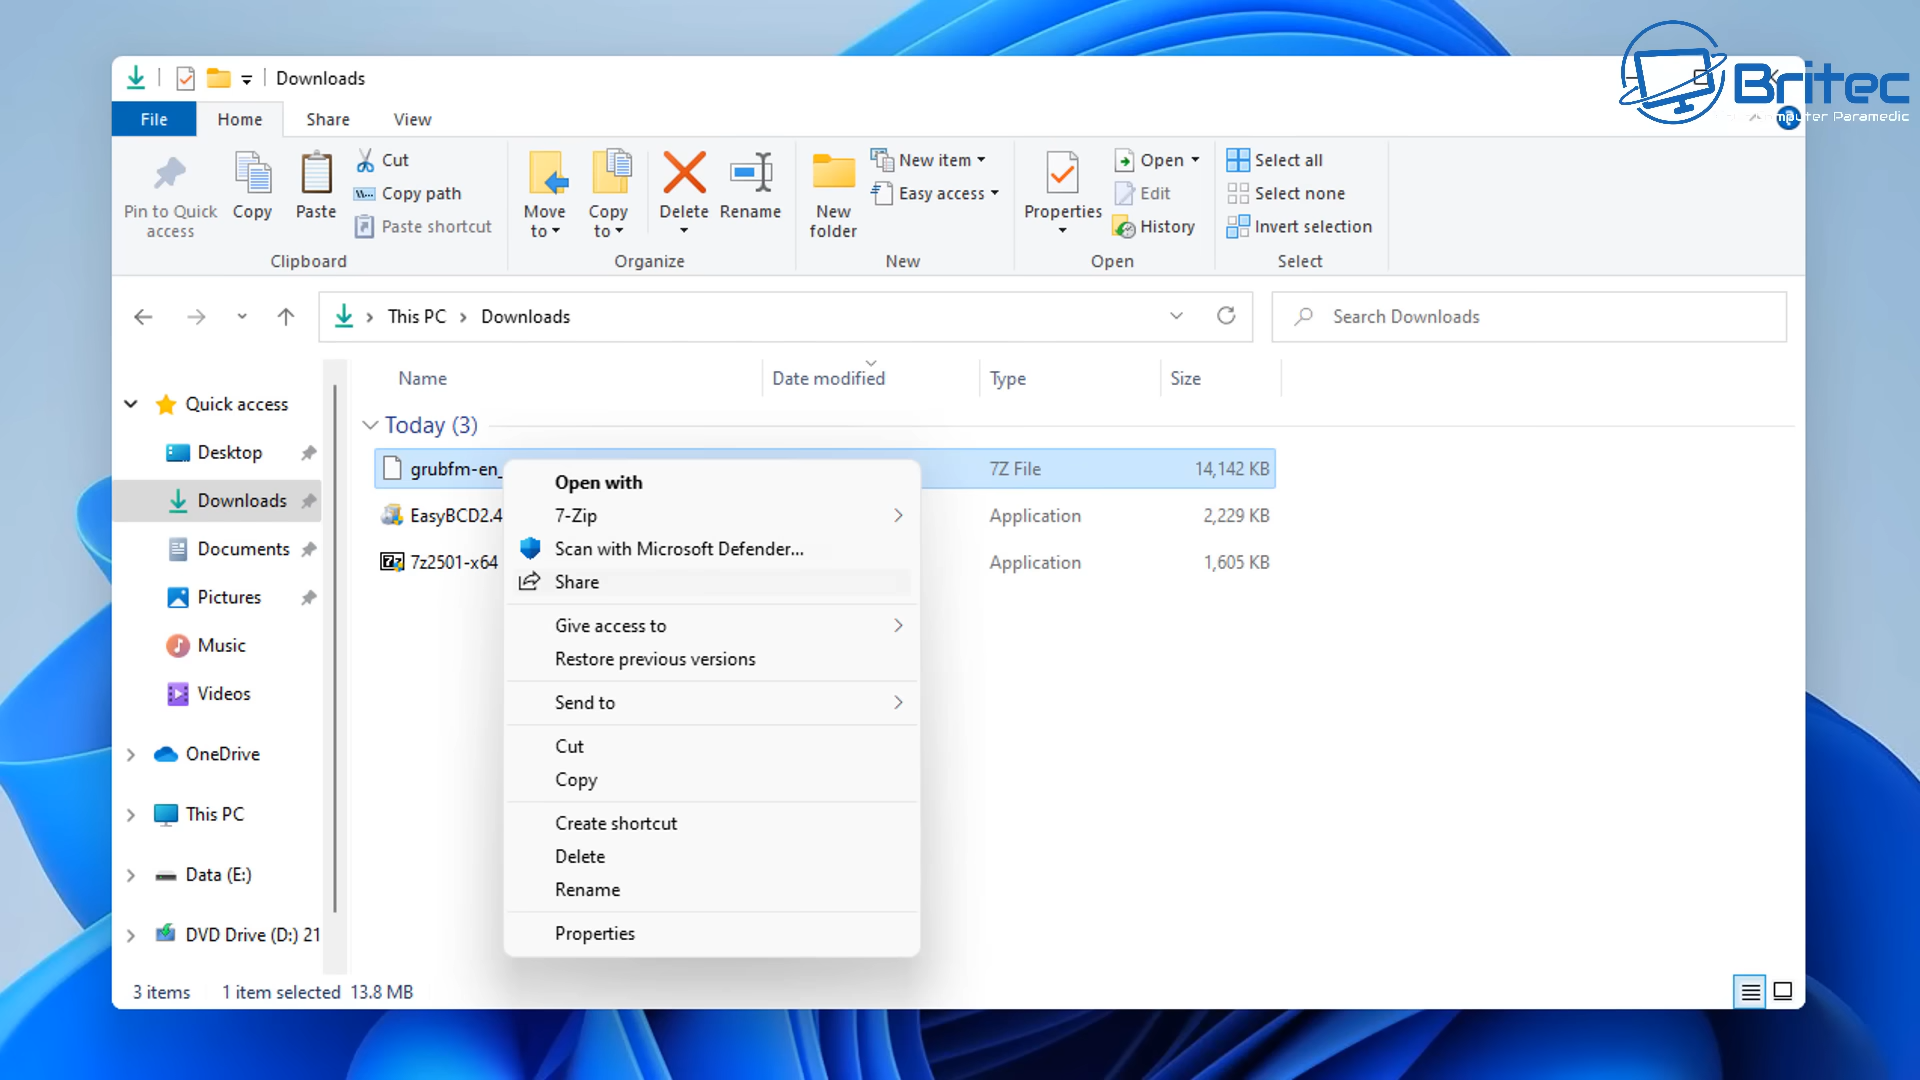 Downloads
Britec
Computer Paramedic
File
Home
Share
View
Pin to Quick access
Copy
Paste
Cut
Copy path
Paste shortcut
Clipboard
Move to
Copy to
Delete
Rename
Organize
New folder
New item
Easy access
New
Properties
Open
Edit
History
Open
Select all
Select none
Invert selection
Select
This PC
Downloads
Search Downloads
Name
Date modified
Type
Size
Quick access
Desktop
Downloads
Documents
Pictures
Music
Videos
OneDrive
This PC
Data (E:)
DVD Drive (D:) 21
Today (3)
grubfm-en_
7Z File
14,142 KB
EasyBCD2.4
Application
2,229 KB
7z2501-x64
Application
1,605 KB
Open with
7-Zip
Scan with Microsoft Defender...
Share
Give access to
Restore previous versions
Send to
Cut
Copy
Create shortcut
Delete
Rename
Properties
3 items
1 item selected 13.8 MB